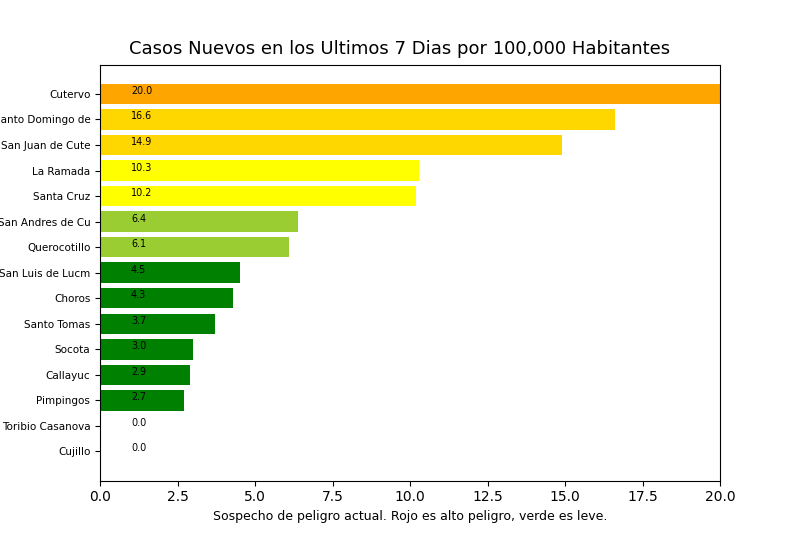 Casos Nuevos en los Ultimos 7 Dias por 100,000 Habitantes
Cutervo 20.0
anto Domingo de 16.6
San Juan de Cute 14.9
La Ramada 10.3
Santa Cruz 10.2
San Andres de Cu 6.4
Querocotillo 6.1
San Luis de Lucm 4.5
Choros 4.3
Santo Tomas 3.7
Socota 3.0
Callayuc 2.9
Pimpingos 2.7
Toribio Casanova 0.0
Cujillo 0.0
0.0 2.5 5.0 7.5 10.0 12.5 15.0 17.5 20.0
Sospecho de peligro actual. Rojo es alto peligro, verde es leve.